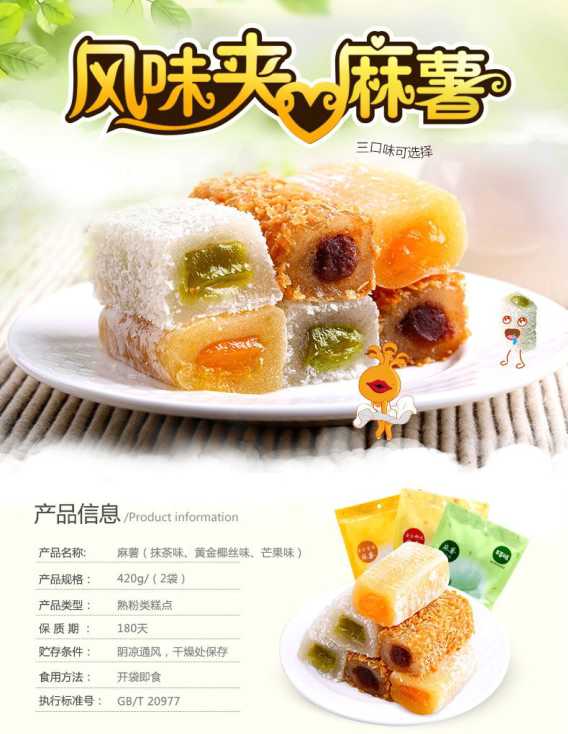 风味夹心麻薯
三口味可选择
产品信息 /Product information
产品名称: 麻薯（抹茶味、黄金椰丝味、芒果味）
产品规格： 420g/（2袋）
产品类型： 熟粉类糕点
保 质 期 ： 180天
贮存条件： 阴凉通风，干燥处保存
食用方法： 开袋即食
执行标准号： GB/T 20977